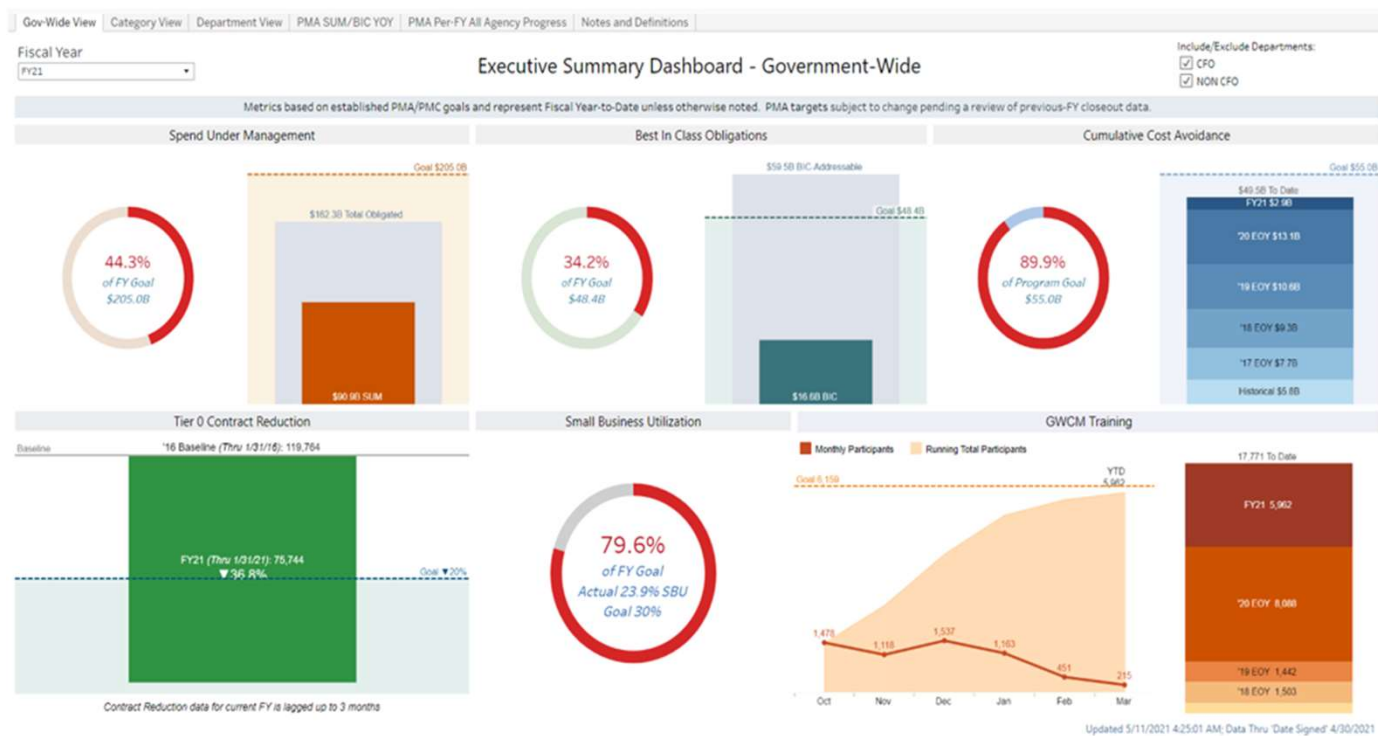 Gov-Wide View Category View Department View PMA SUM/BIC YOY PMA Per-FY All Agency Progress Notes and Definitions
Fiscal Year
FY21
Executive Summary Dashboard - Government-Wide
Include/Exclude Departments:
CFO
NON CFO
Metrics based on established PMA/PMC goals and represent Fiscal Year-to-Date unless otherwise noted. PMA targets subject to change pending a review of previous-FY closeout data.
Spend Under Management
Goal $205.0B
$162.3B Total Obligated
44.3%
of FY Goal
$205.0B
$90.9B SUM
Best In Class Obligations
$59.5B BIC-Addressable
Goal $48.4B
34.2%
of FY Goal
$48.4B
$16.6B BIC
Cumulative Cost Avoidance
Goal $55.0B
$49.5B To Date
FY21 $2.9B
'20 EOY $13.1B
89.9%
of Program Goal
$55.0B
'19 EOY $10.6B
'18 EOY $9.3B
'17 EOY $7.7B
Historical $5.8B
Tier 0 Contract Reduction
Baseline
'16 Baseline (Thru 1/31/16): 119,764
FY21 (Thru 1/31/21): 75,744
▼36.8%
Goal ▼20%
Contract Reduction data for current FY is lagged up to 3 months
Small Business Utilization
79.6%
of FY Goal
Actual 23.9% SBU
Goal 30%
GWCM Training
Monthly Participants Running Total Participants
Goal 6,159
YTD
5,962
1,478
1,118
1,537
1,163
451
215
Oct Nov Dec Jan Feb Mar
17,771 To Date
FY21 5,962
'20 EOY 8,088
'19 EOY 1,442
'18 EOY 1,503
Updated 5/11/2021 4:25:01 AM; Data Thru 'Date Signed' 4/30/2021